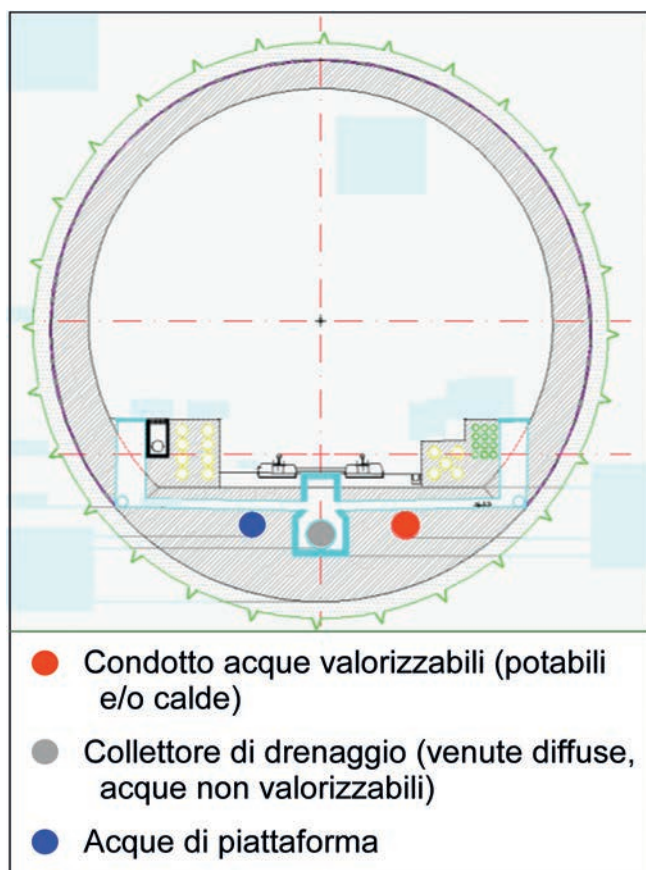 Condotto acque valorizzabili (potabili
e/o calde)
Collettore di drenaggio (venute diffuse,
acque non valorizzabili)
Acque di piattaforma